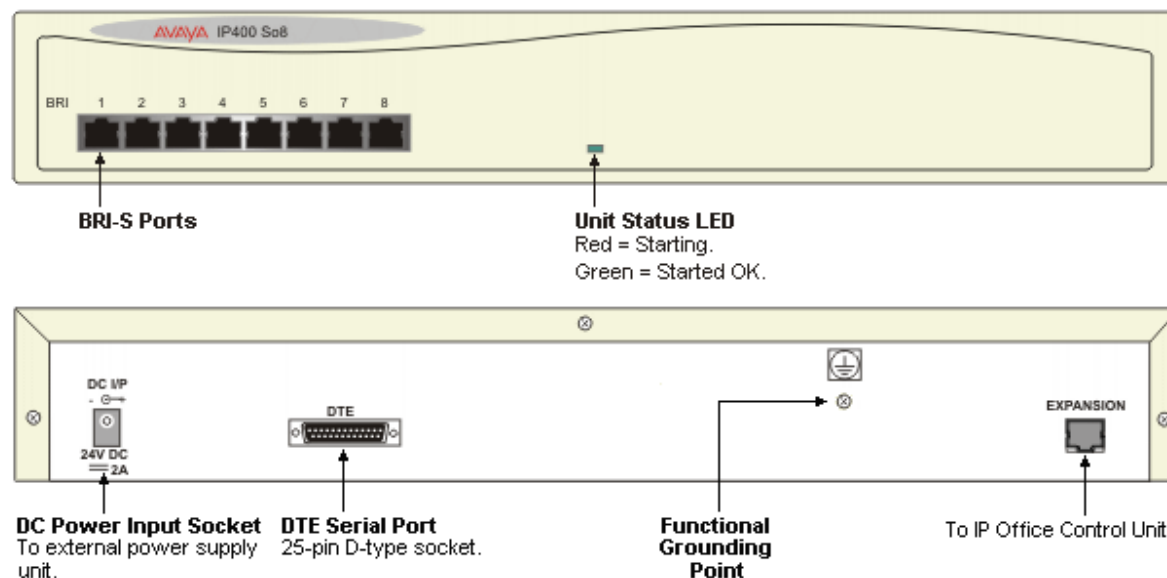 AVAYA IP400 So8
BRI 1 2 3 4 5 6 7 8
BRI-S Ports
Unit Status LED
Red = Starting.
Green = Started OK.
DC I/P
- +
24V DC
2A
DTE
EXPANSION
DC Power Input Socket
To external power supply
unit.
DTE Serial Port
25-pin D-type socket.
Functional
Grounding
Point
To IP Office Control Unit